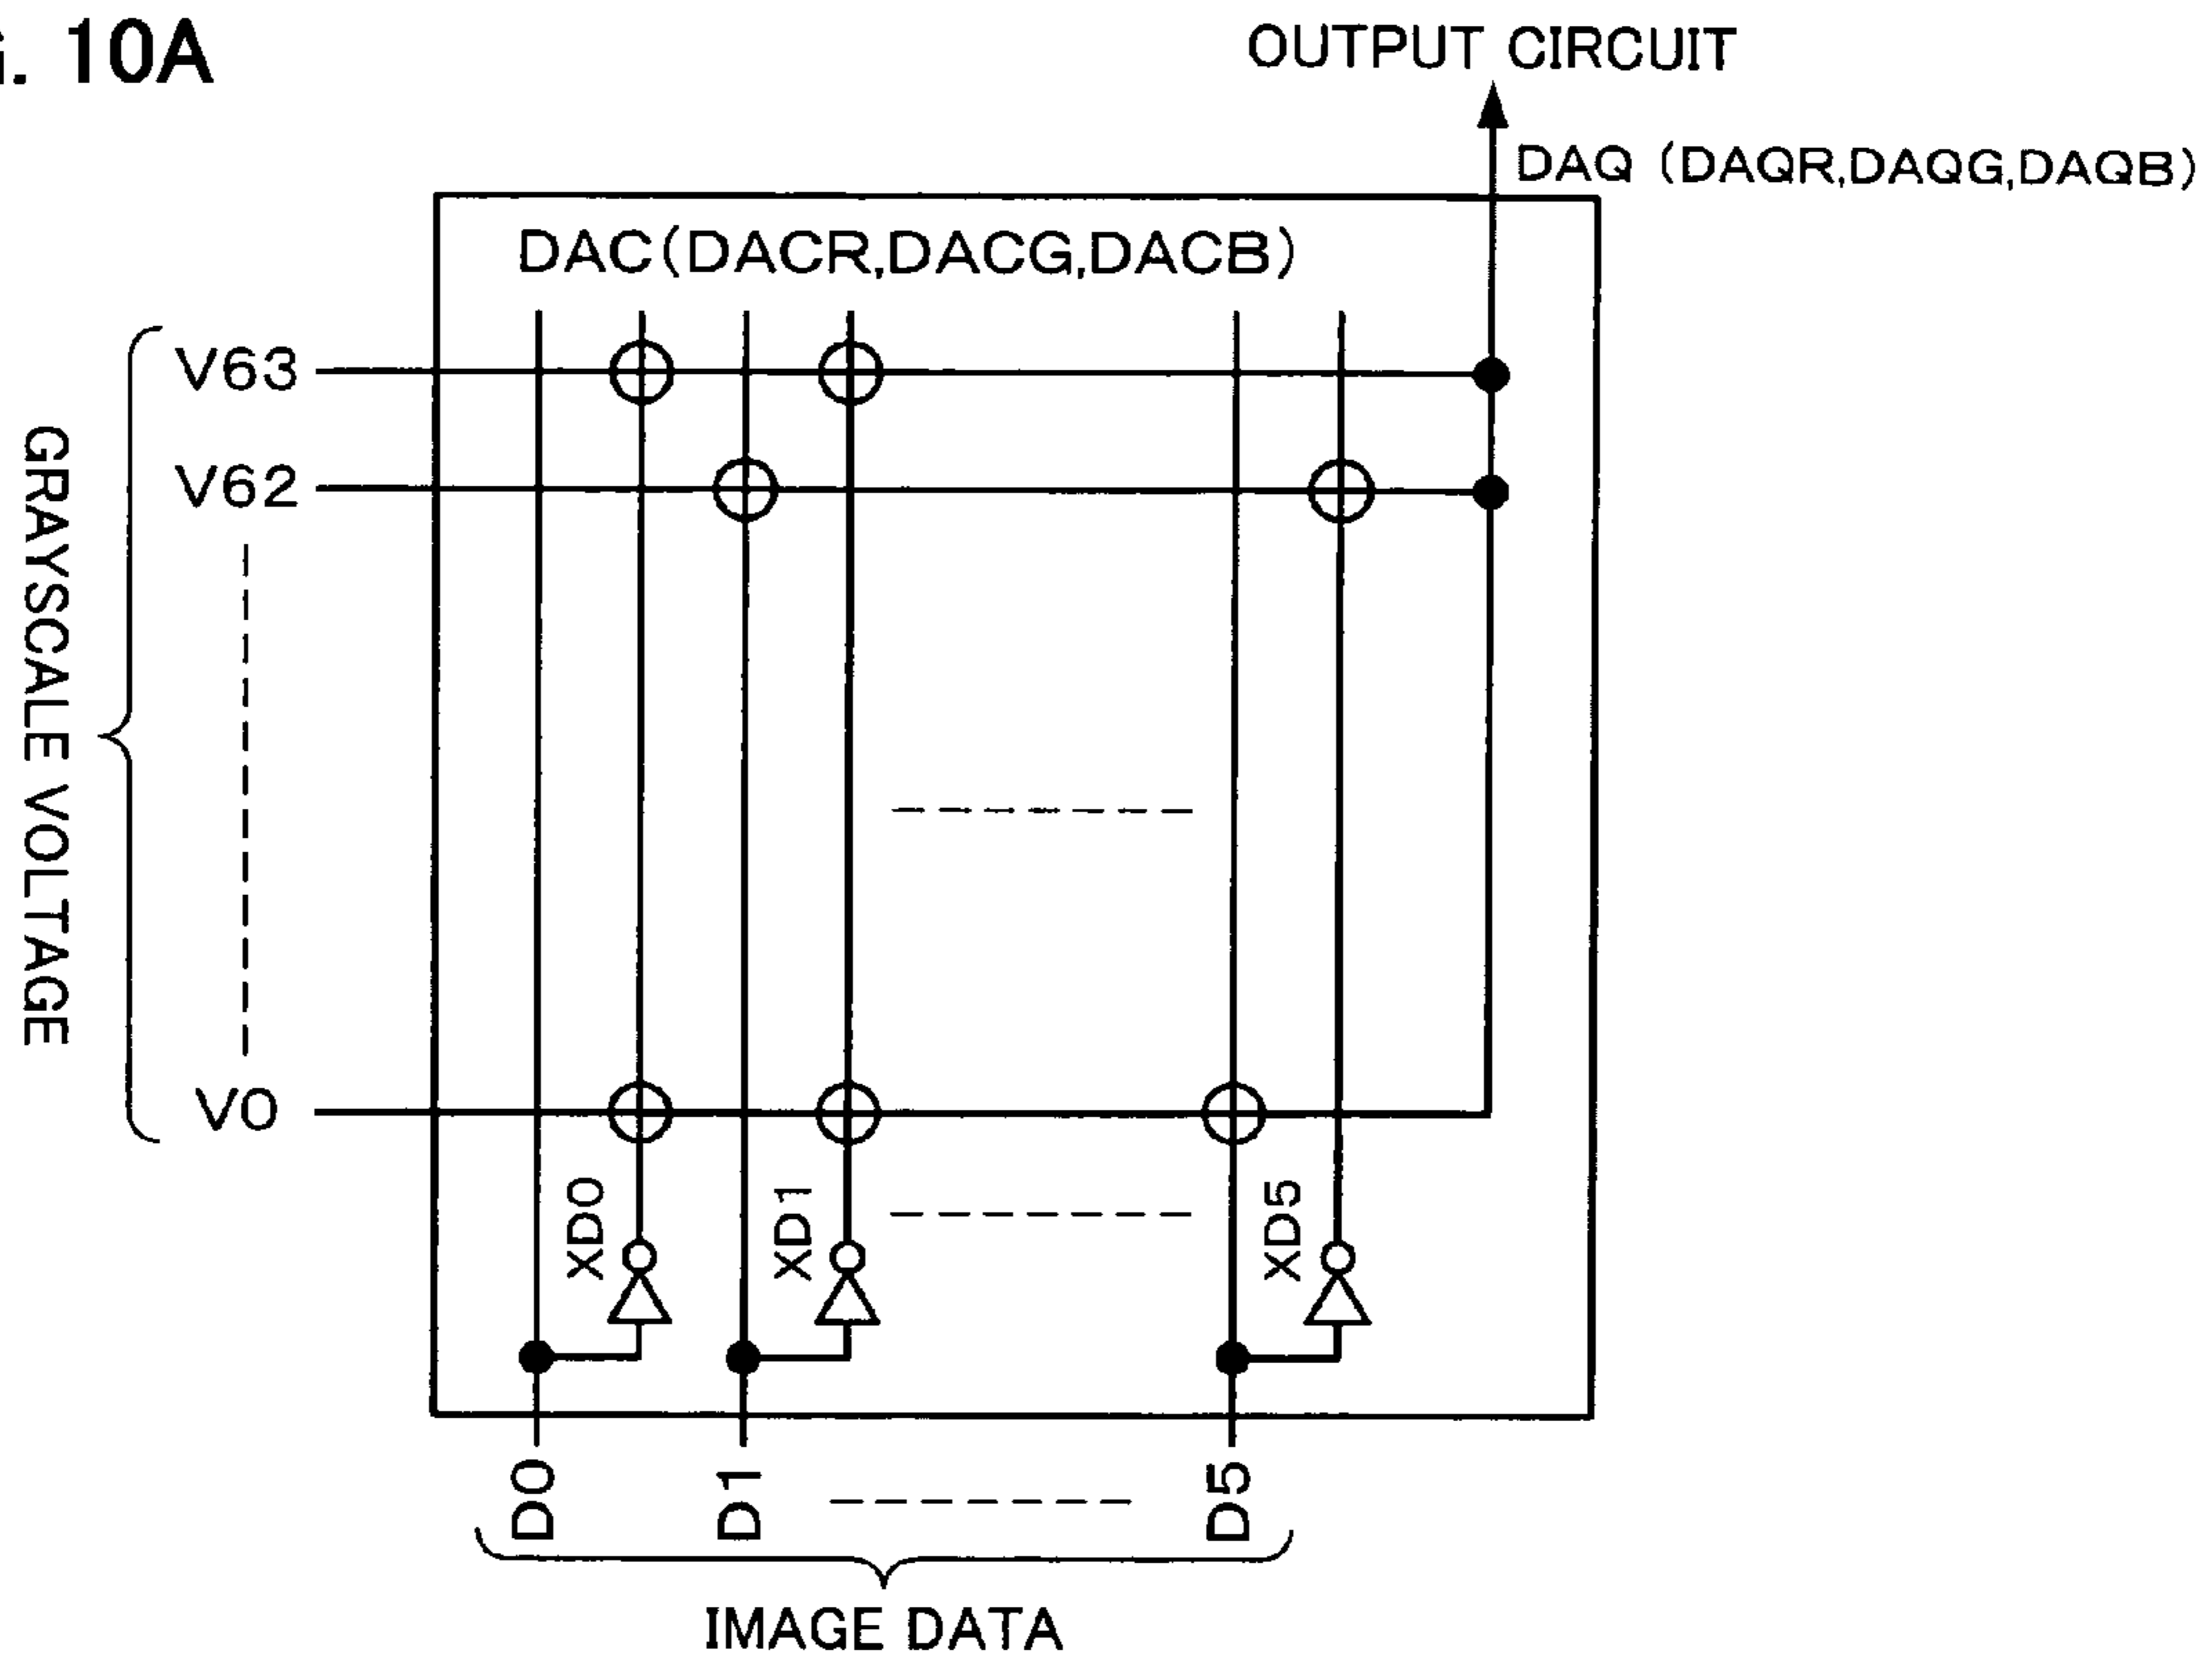 . 10A
OUTPUT CIRCUIT
DAQ (DAQR,DAQG,DAQB)
DAC(DACR,DACG,DACB)
V63
V62
V0
GRAYSCALE VOLTAGE
XD0
XD1
XD5
D0
D1
D5
IMAGE DATA